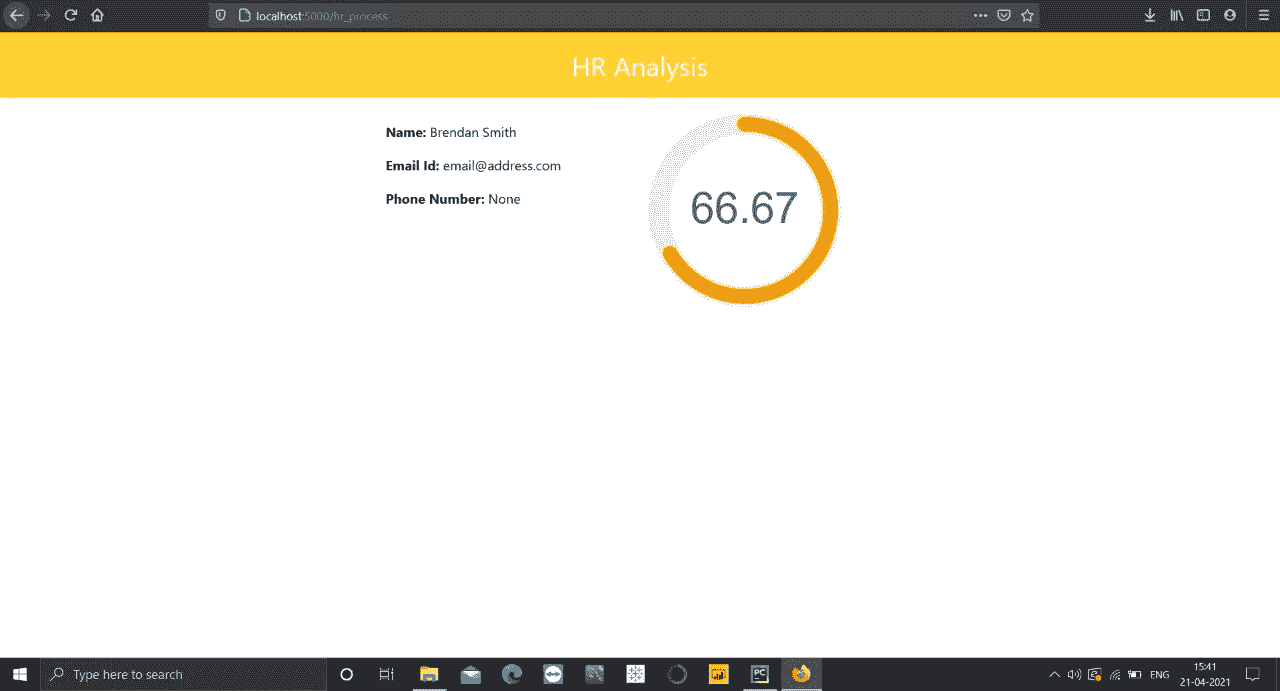 localhost:5000/hr_process
HR Analysis
Name: Brendan Smith
Email Id: email@address.com
Phone Number: None
66.67
Type here to search
PC
ENG
15:41
21-04-2021